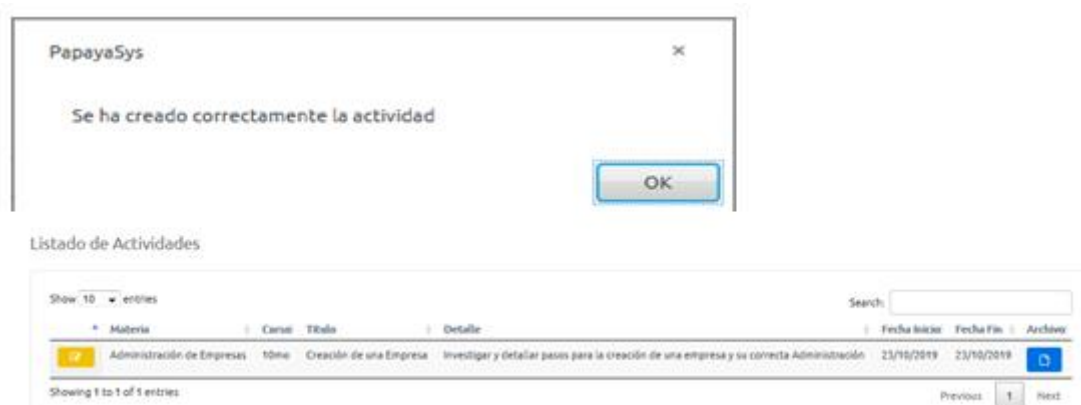 PapayaSys
Se ha creado correctamente la actividad
OK
Listado de Actividades
Show 10 entries
Search:
Materia Curso Título Detalle Fecha Inicio Fecha Fin Archivo
Administración de Empresas 10mo Creación de una Empresa Investigar y detallar pasos para la creación de una empresa y su correcta Administración 23/10/2019 23/10/2019
Showing 1 to 1 of 1 entries
Previous 1 Next